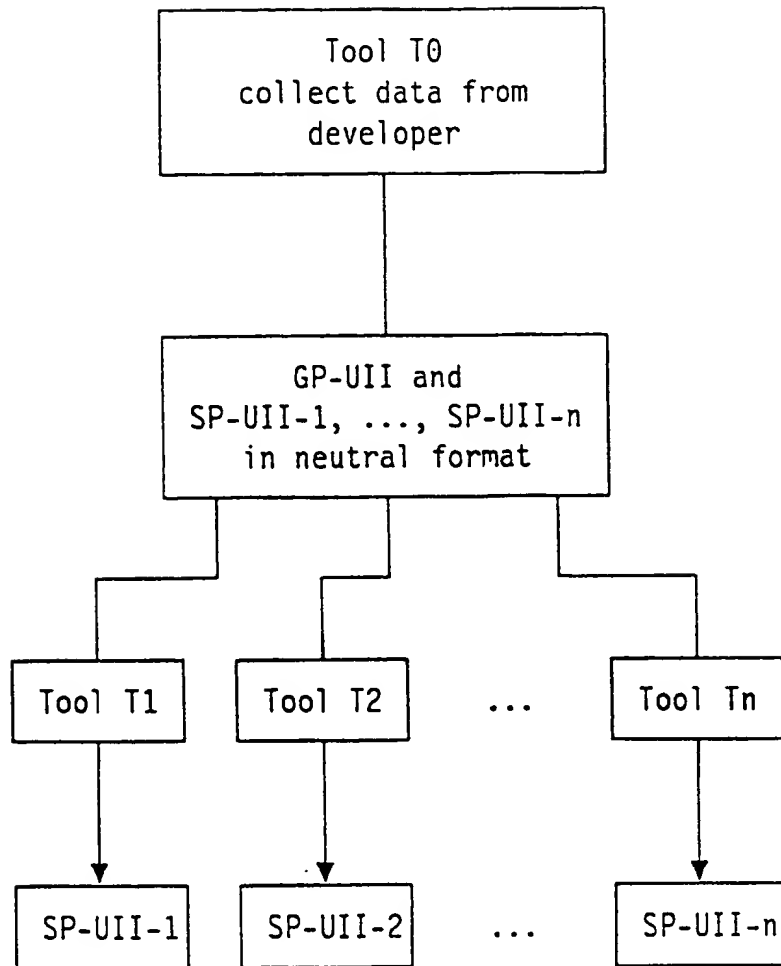 Tool T0
collect data from
developer
GP-UII and
SP-UII-1, ..., SP-UII-n
in neutral format
Tool T1
Tool T2
...
Tool Tn
SP-UII-1
SP-UII-2
...
SP-UII-n